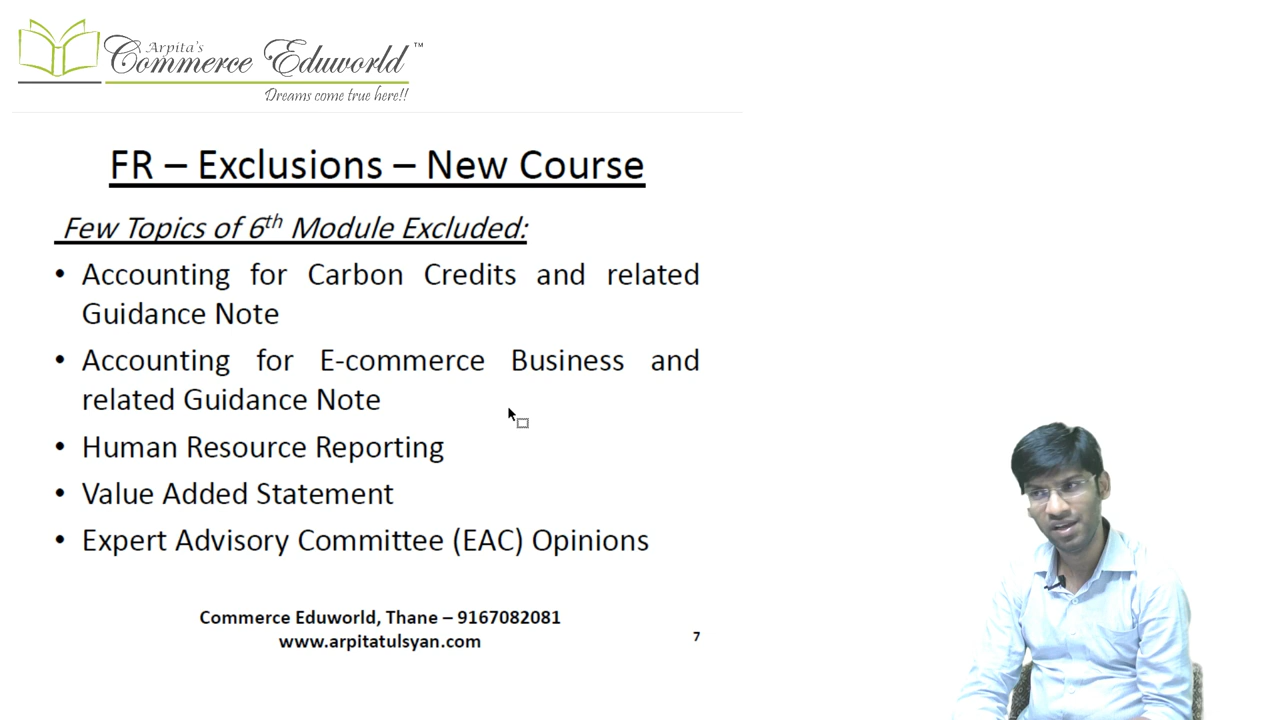 Arpita's
Commerce Eduworld ™
Dreams come true here!!
FR – Exclusions – New Course
Few Topics of 6th Module Excluded:
• Accounting for Carbon Credits and related
Guidance Note
• Accounting for E-commerce Business and
related Guidance Note
• Human Resource Reporting
• Value Added Statement
• Expert Advisory Committee (EAC) Opinions
Commerce Eduworld, Thane – 9167082081
www.arpitatulsyan.com
7